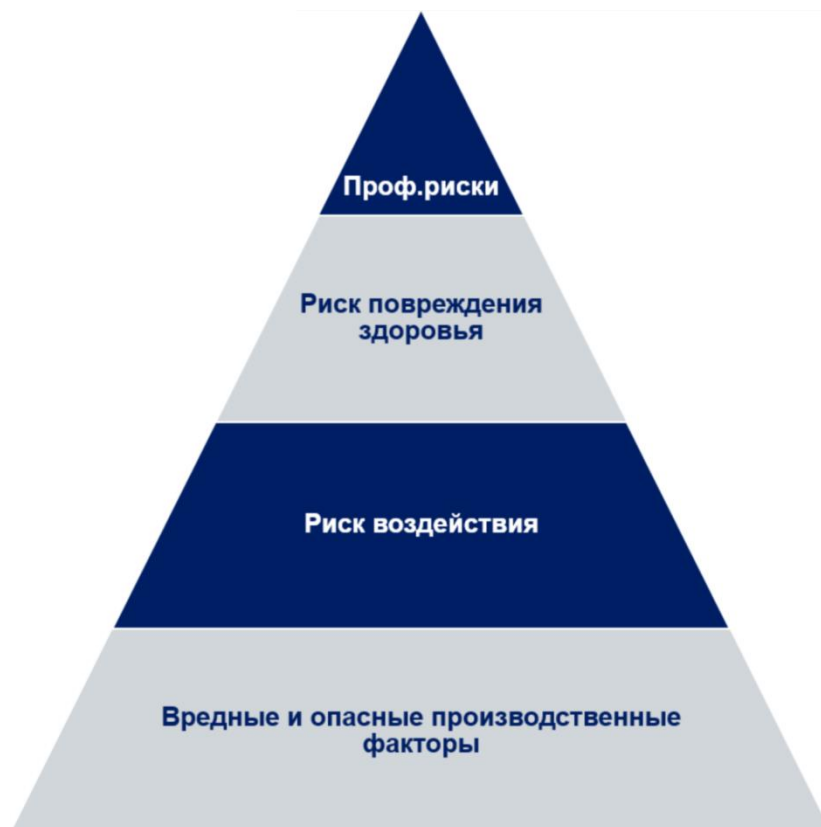 Проф.риски
Риск повреждения
здоровья
Риск воздействия
Вредные и опасные производственные
факторы